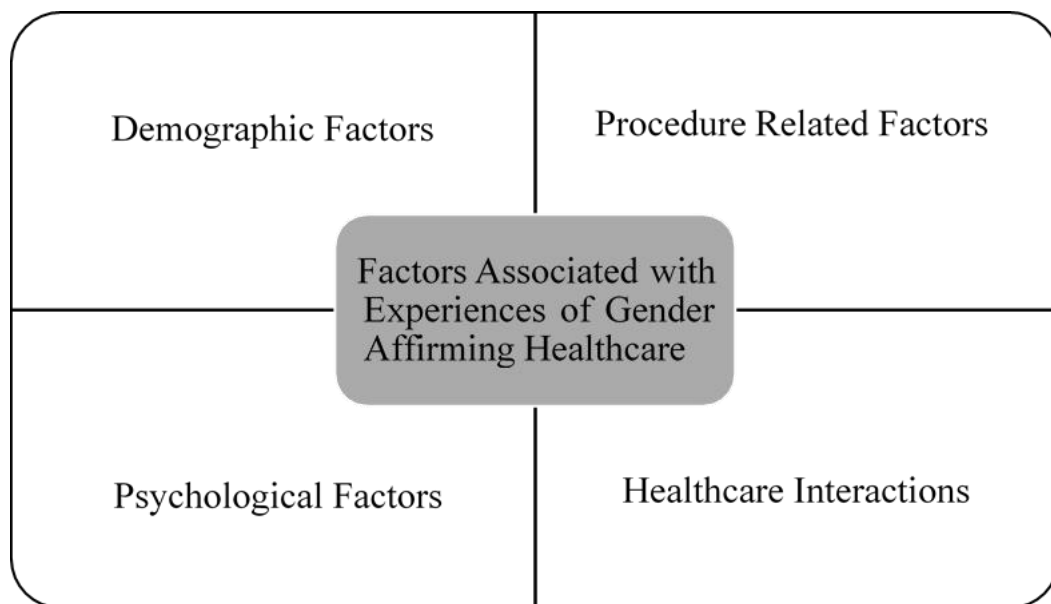 Demographic Factors
Procedure Related Factors
Factors Associated with
Experiences of Gender
Affirming Healthcare
Psychological Factors
Healthcare Interactions